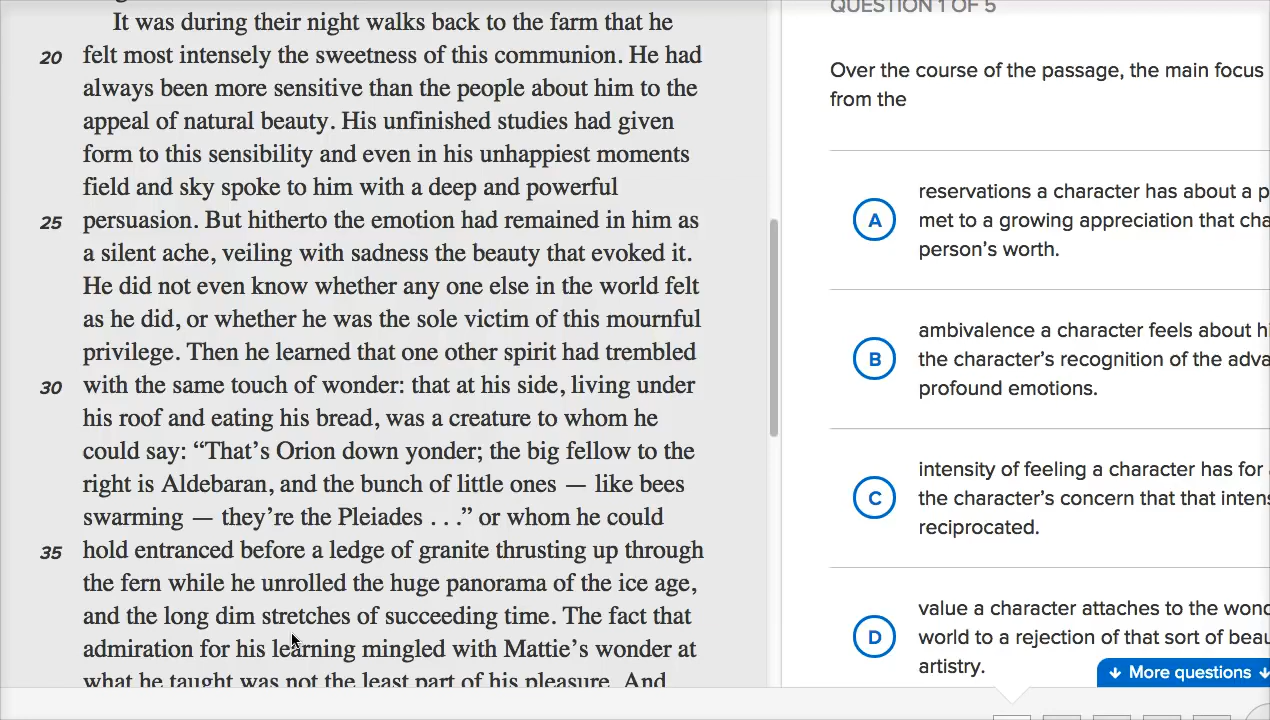 It was during their night walks back to the farm that he
20 felt most intensely the sweetness of this communion. He had
always been more sensitive than the people about him to the
appeal of natural beauty. His unfinished studies had given
form to this sensibility and even in his unhappiest moments
field and sky spoke to him with a deep and powerful
25 persuasion. But hitherto the emotion had remained in him as
a silent ache, veiling with sadness the beauty that evoked it.
He did not even know whether any one else in the world felt
as he did, or whether he was the sole victim of this mournful
privilege. Then he learned that one other spirit had trembled
30 with the same touch of wonder: that at his side, living under
his roof and eating his bread, was a creature to whom he
could say: “That’s Orion down yonder; the big fellow to the
right is Aldebaran, and the bunch of little ones — like bees
swarming — they’re the Pleiades . . .” or whom he could
35 hold entranced before a ledge of granite thrusting up through
the fern while he unrolled the huge panorama of the ice age,
and the long dim stretches of succeeding time. The fact that
admiration for his learning mingled with Mattie’s wonder at
what he taught was not the least part of his pleasure. And
QUESTION 1 OF 5
Over the course of the passage, the main focus
from the
A
reservations a character has about a
met to a growing appreciation that
person’s worth.
B
ambivalence a character feels about
the character’s recognition of the
profound emotions.
C
intensity of feeling a character has for
the character’s concern that that
reciprocated.
D
value a character attaches to the
world to a rejection of that sort of
artistry.
More questions